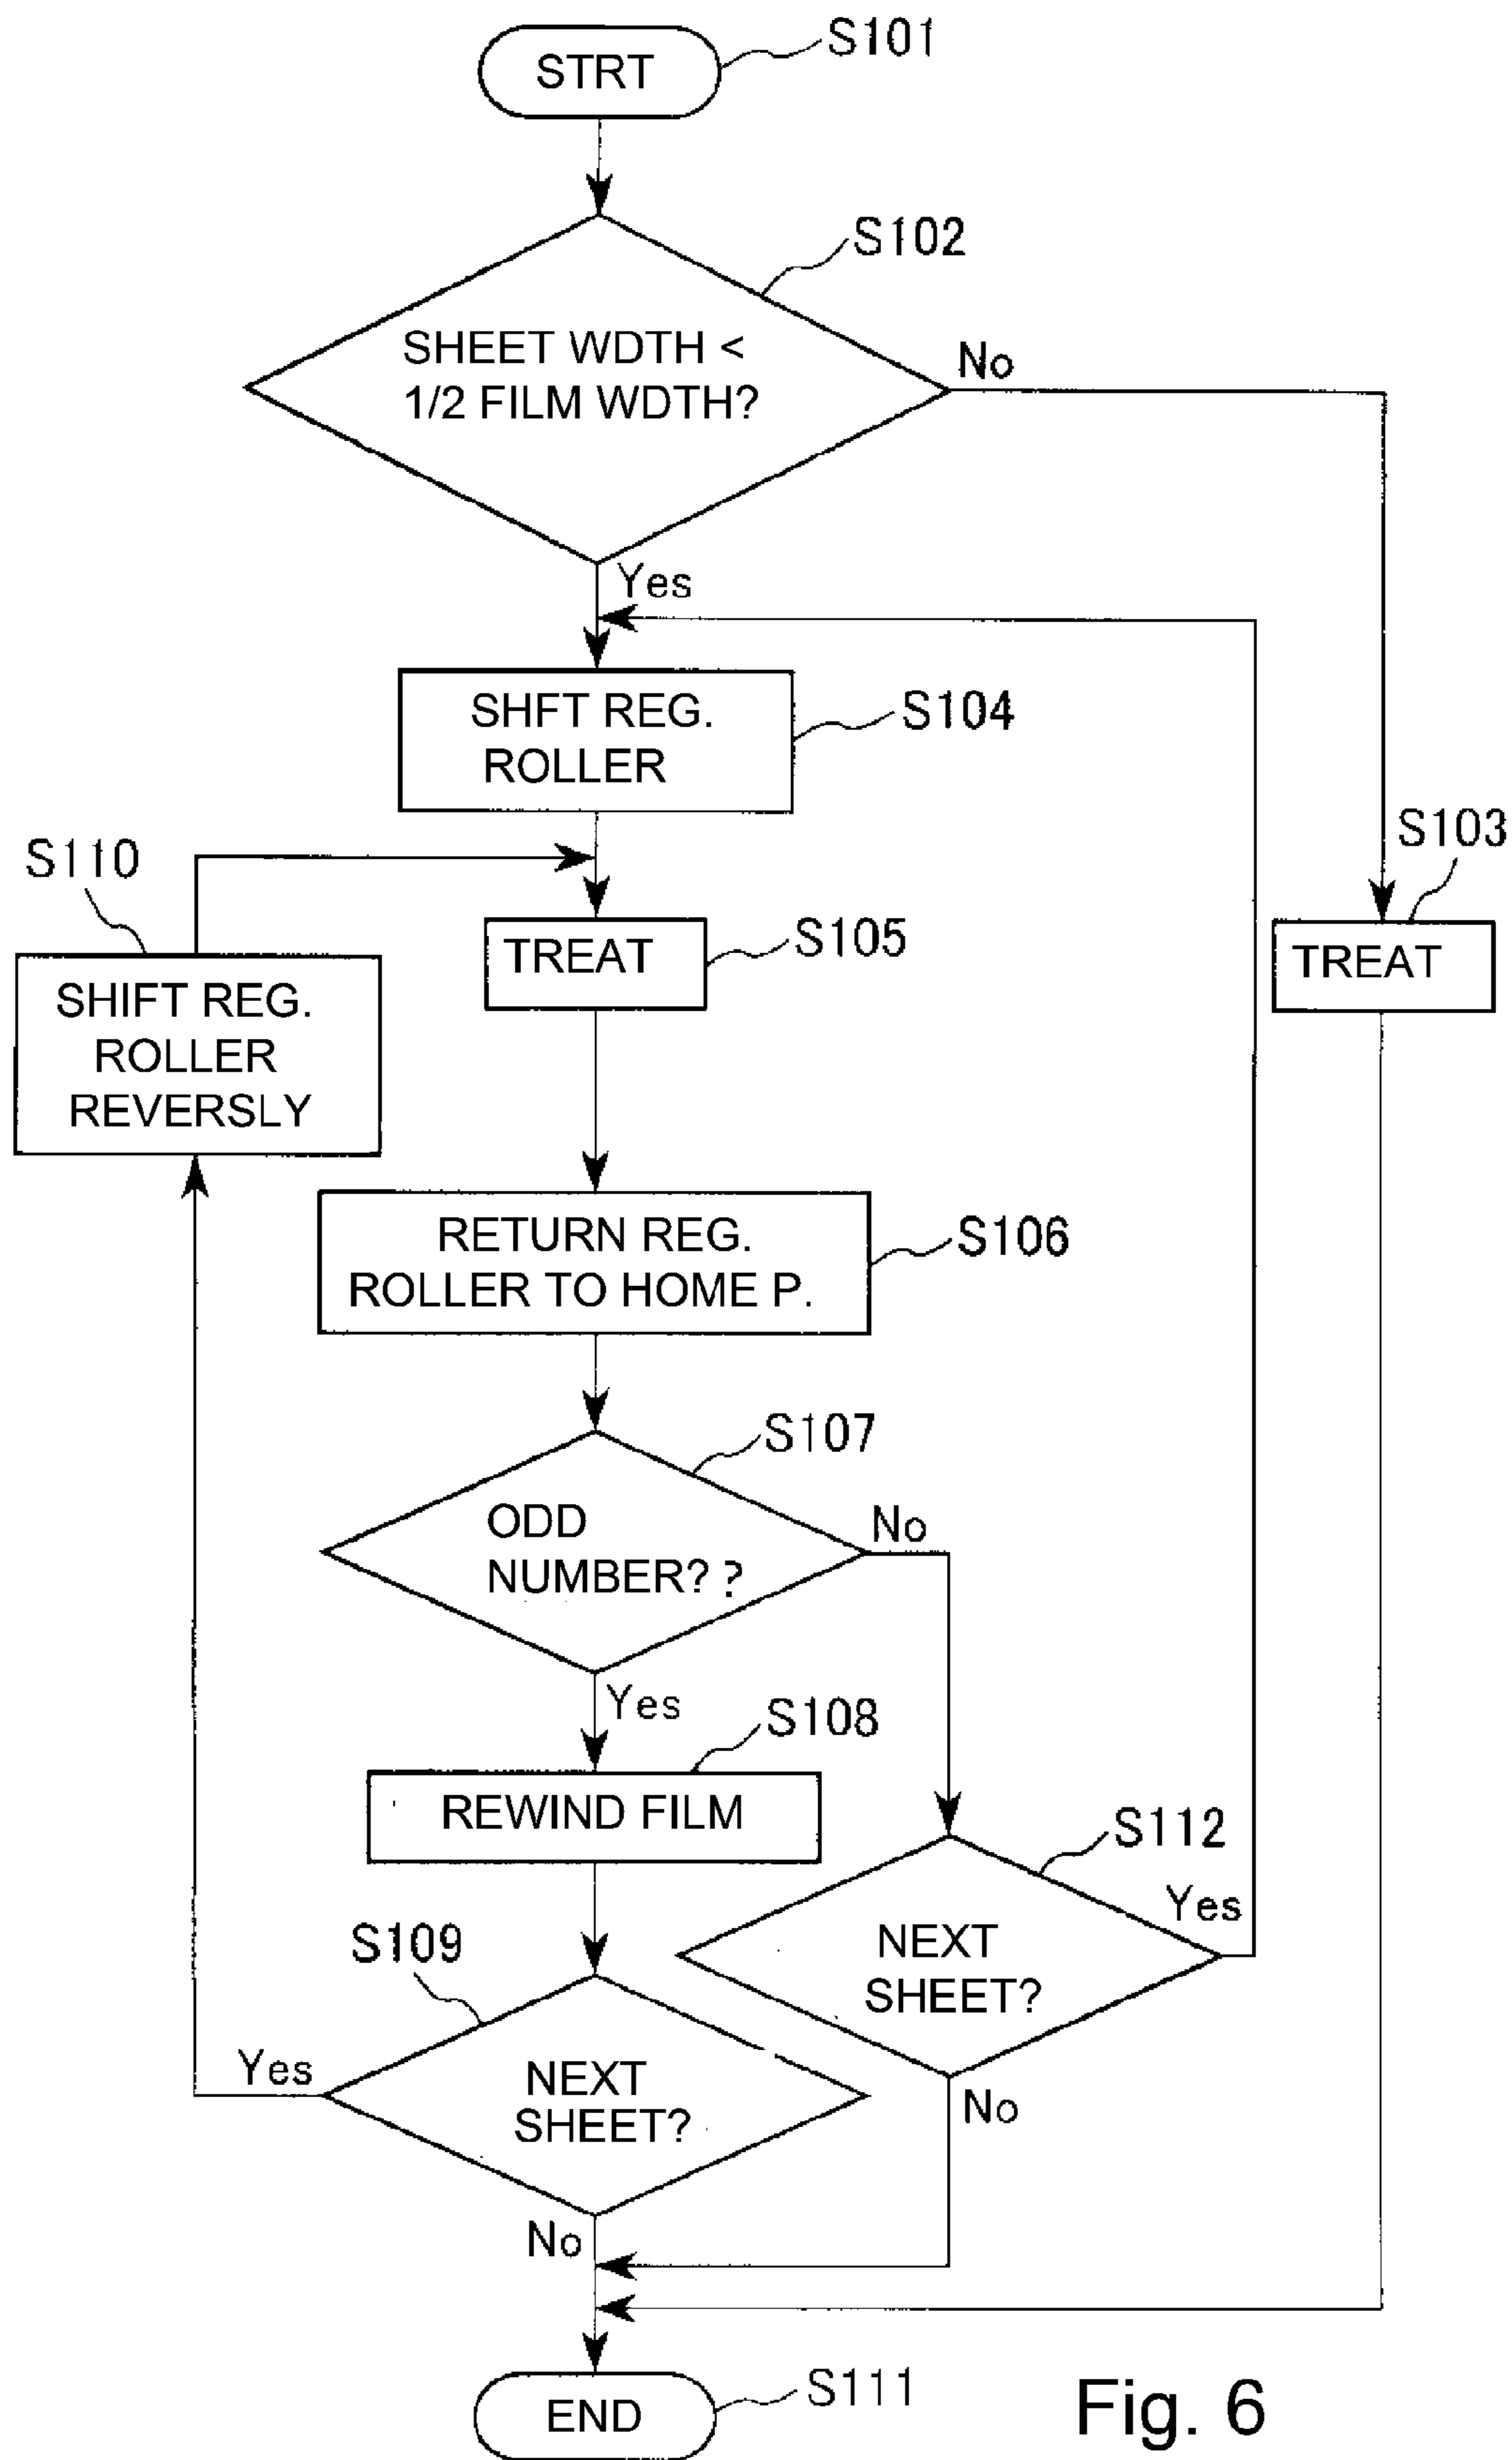 STRT
S101
S102
SHEET WDTH <
1/2 FILM WDTH?
No
Yes
SHFT REG.
ROLLER
S104
S110
S103
TREAT
S105
TREAT
SHIFT REG.
ROLLER
REVERSLY
RETURN REG.
ROLLER TO HOME P.
S106
S107
ODD
NUMBER? ?
No
Yes
S108
REWIND FILM
S112
Yes
NEXT
SHEET?
S109
Yes
NEXT
SHEET?
No
No
END
S111
Fig. 6